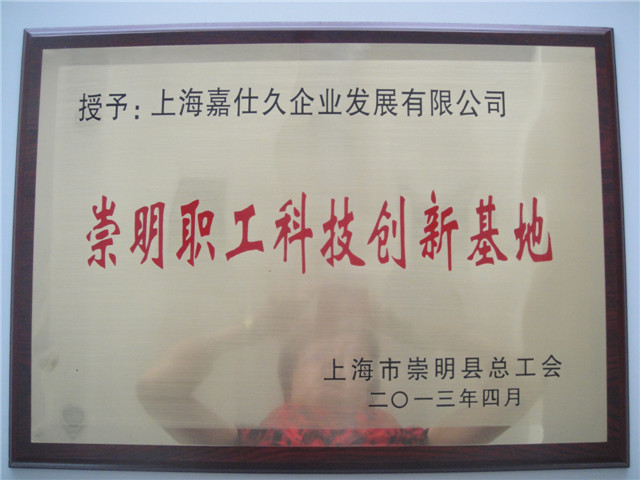 授予：上海嘉仕久企业发展有限公司
崇明职工科技创新基地
上海市崇明县总工会
二〇一三年四月